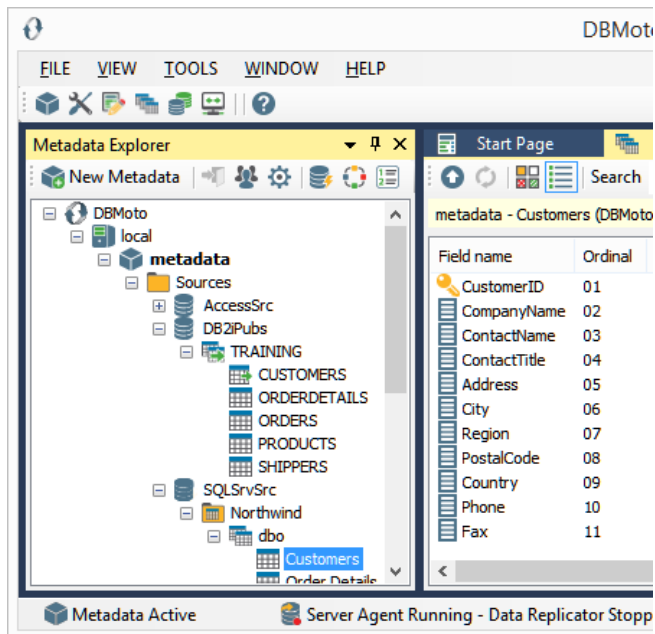 DBMoto
FILE VIEW TOOLS WINDOW HELP
Metadata Explorer
New Metadata
DBMoto
local
metadata
Sources
AccessSrc
DB2iPubs
TRAINING
CUSTOMERS
ORDERDETAILS
ORDERS
PRODUCTS
SHIPPERS
SQLSrvSrc
Northwind
dbo
Customers
Order Details
Start Page
Search
metadata - Customers (DBMoto
Field name Ordinal
CustomerID 01
CompanyName 02
ContactName 03
ContactTitle 04
Address 05
City 06
Region 07
PostalCode 08
Country 09
Phone 10
Fax 11
Metadata Active
Server Agent Running - Data Replicator Stopp